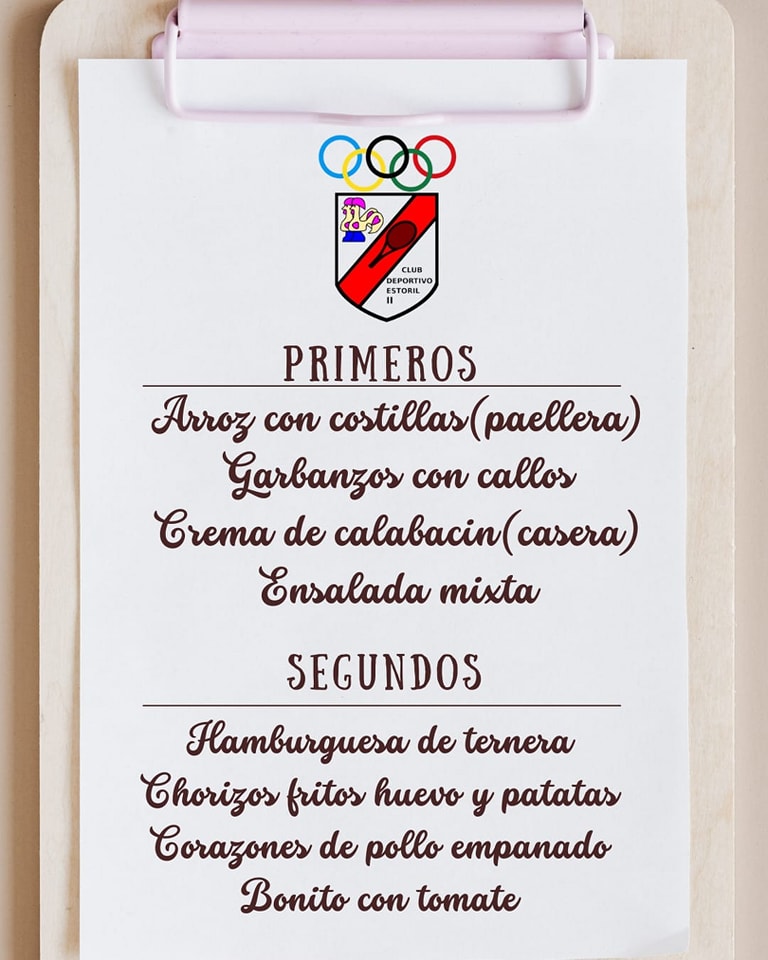 CLUB
DEPORTIVO
ESTORIL
II
PRIMEROS
Arroz con costillas(paellera)
Garbanzos con callos
Crema de calabacin(casera)
Ensalada mixta
SEGUNDOS
Hamburguesa de ternera
Chorizos fritos huevo y patatas
Corazones de pollo empanado
Bonito con tomate